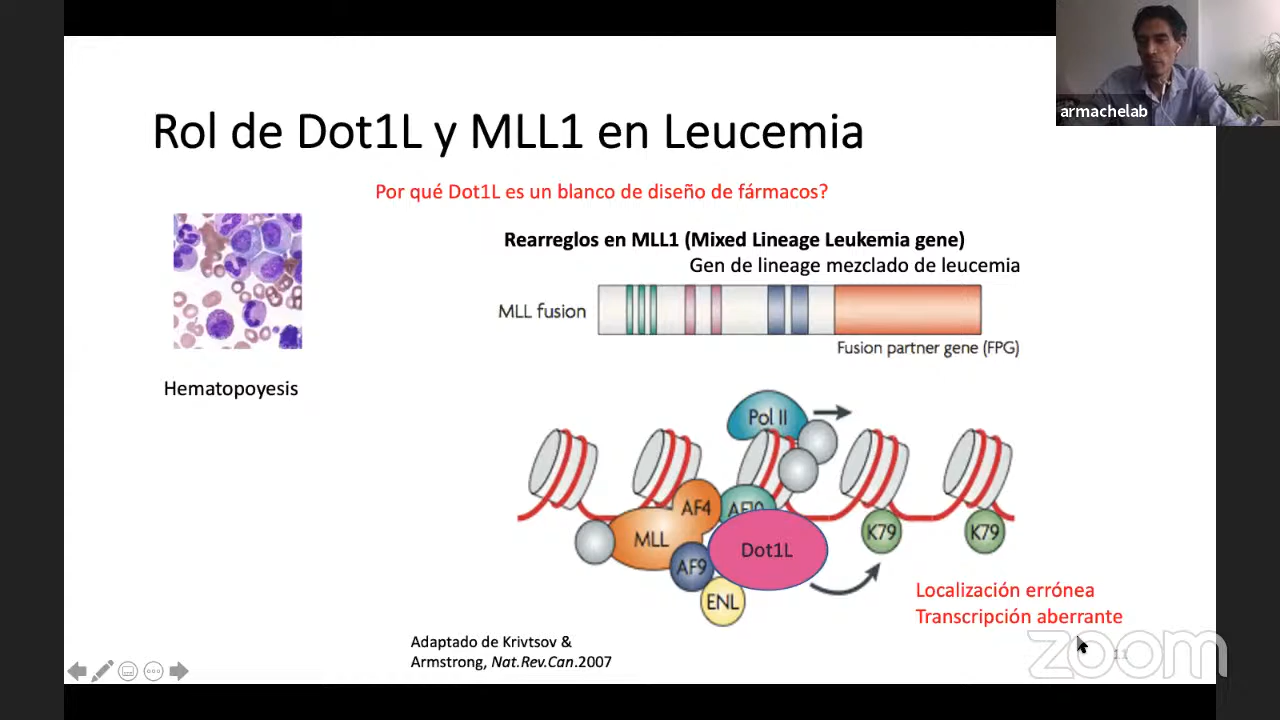 armachelab
Rol de Dot1L y MLL1 en Leucemia
Por qué Dot1L es un blanco de diseño de fármacos?
Rearreglos en MLL1 (Mixed Lineage Leukemia gene)
Gen de lineage mezclado de leucemia
MLL fusion
Fusion partner gene (FPG)
Hematopoyesis
Pol II
AF4
AF10
MLL
Dot1L
K79
K79
AF9
ENL
Localización errónea
Transcripción aberrante
Adaptado de Krivtsov &
Armstrong, Nat.Rev.Can.2007
zoom